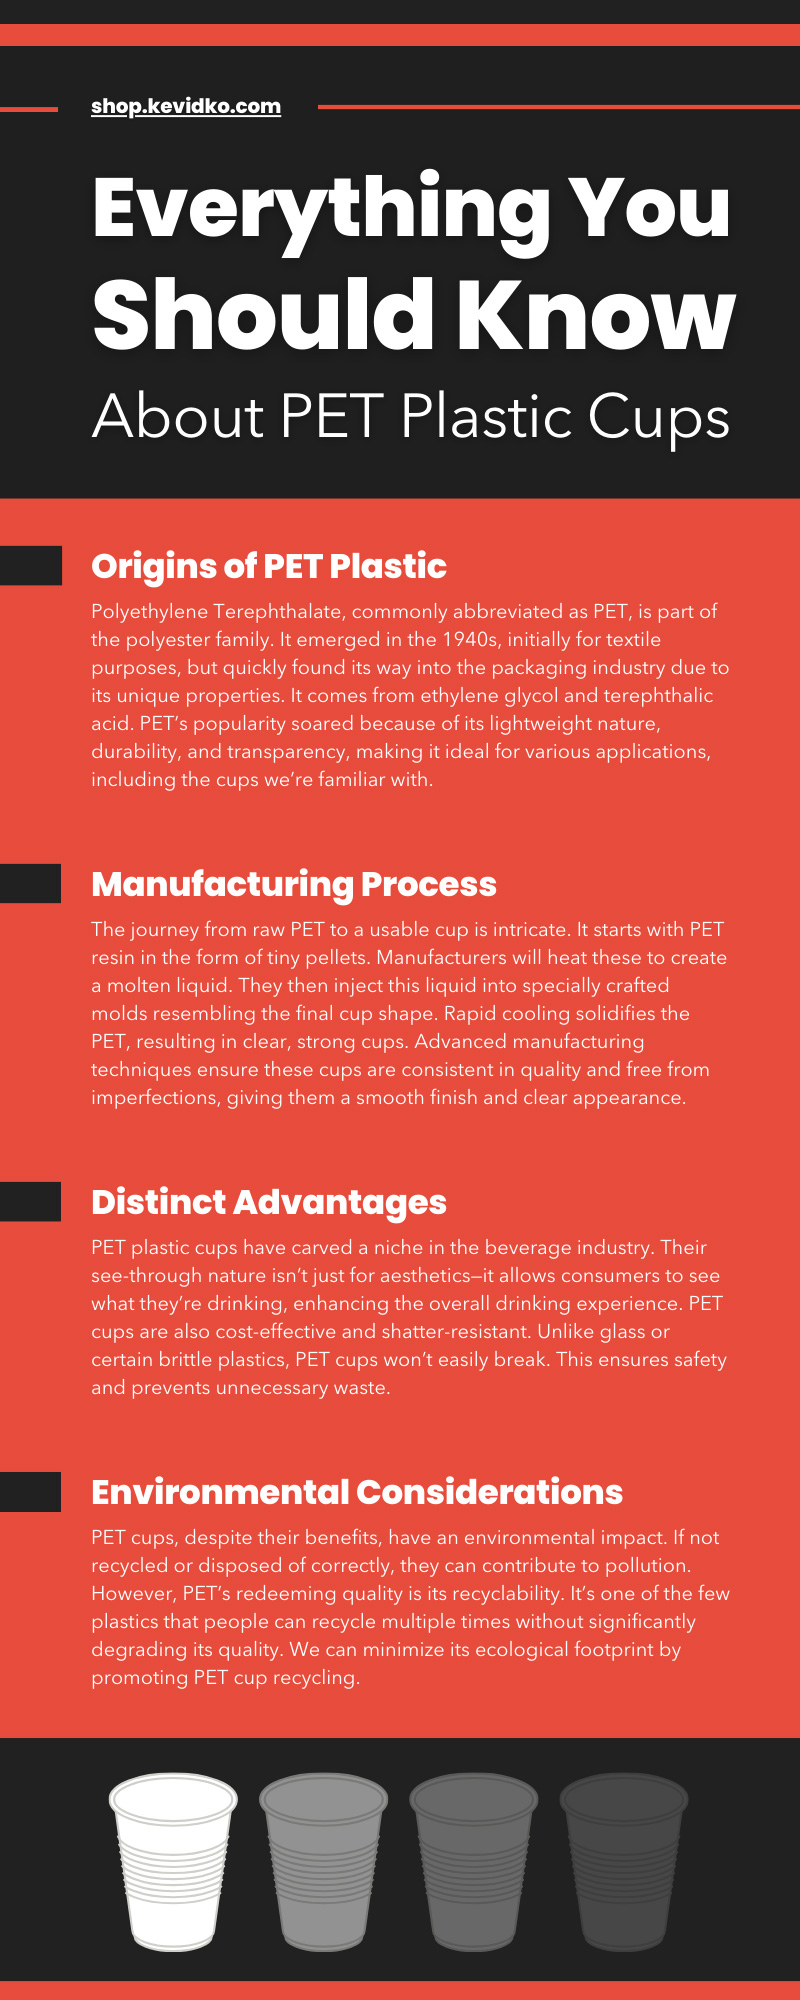 shop.kevidko.com
Everything You
Should Know
About PET Plastic Cups
Origins of PET Plastic
Polyethylene Terephthalate, commonly abbreviated as PET, is part of
the polyester family. It emerged in the 1940s, initially for textile
purposes, but quickly found its way into the packaging industry due to
its unique properties. It comes from ethylene glycol and terephthalic
acid. PET’s popularity soared because of its lightweight nature,
durability, and transparency, making it ideal for various applications,
including the cups we’re familiar with.
Manufacturing Process
The journey from raw PET to a usable cup is intricate. It starts with PET
resin in the form of tiny pellets. Manufacturers will heat these to create
a molten liquid. They then inject this liquid into specially crafted
molds resembling the final cup shape. Rapid cooling solidifies the
PET, resulting in clear, strong cups. Advanced manufacturing
techniques ensure these cups are consistent in quality and free from
imperfections, giving them a smooth finish and clear appearance.
Distinct Advantages
PET plastic cups have carved a niche in the beverage industry. Their
see-through nature isn’t just for aesthetics—it allows consumers to see
what they’re drinking, enhancing the overall drinking experience. PET
cups are also cost-effective and shatter-resistant. Unlike glass or
certain brittle plastics, PET cups won’t easily break. This ensures safety
and prevents unnecessary waste.
Environmental Considerations
PET cups, despite their benefits, have an environmental impact. If not
recycled or disposed of correctly, they can contribute to pollution.
However, PET’s redeeming quality is its recyclability. It’s one of the few
plastics that people can recycle multiple times without significantly
degrading its quality. We can minimize its ecological footprint by
promoting PET cup recycling.